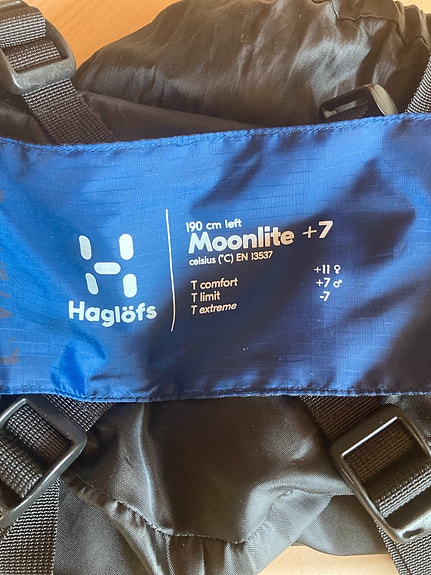 Haglöfs
190 cm left
Moonlite +7
celsius (°C) EN 13537
T comfort +11 ♀
T limit +7 ♂
T extreme -7